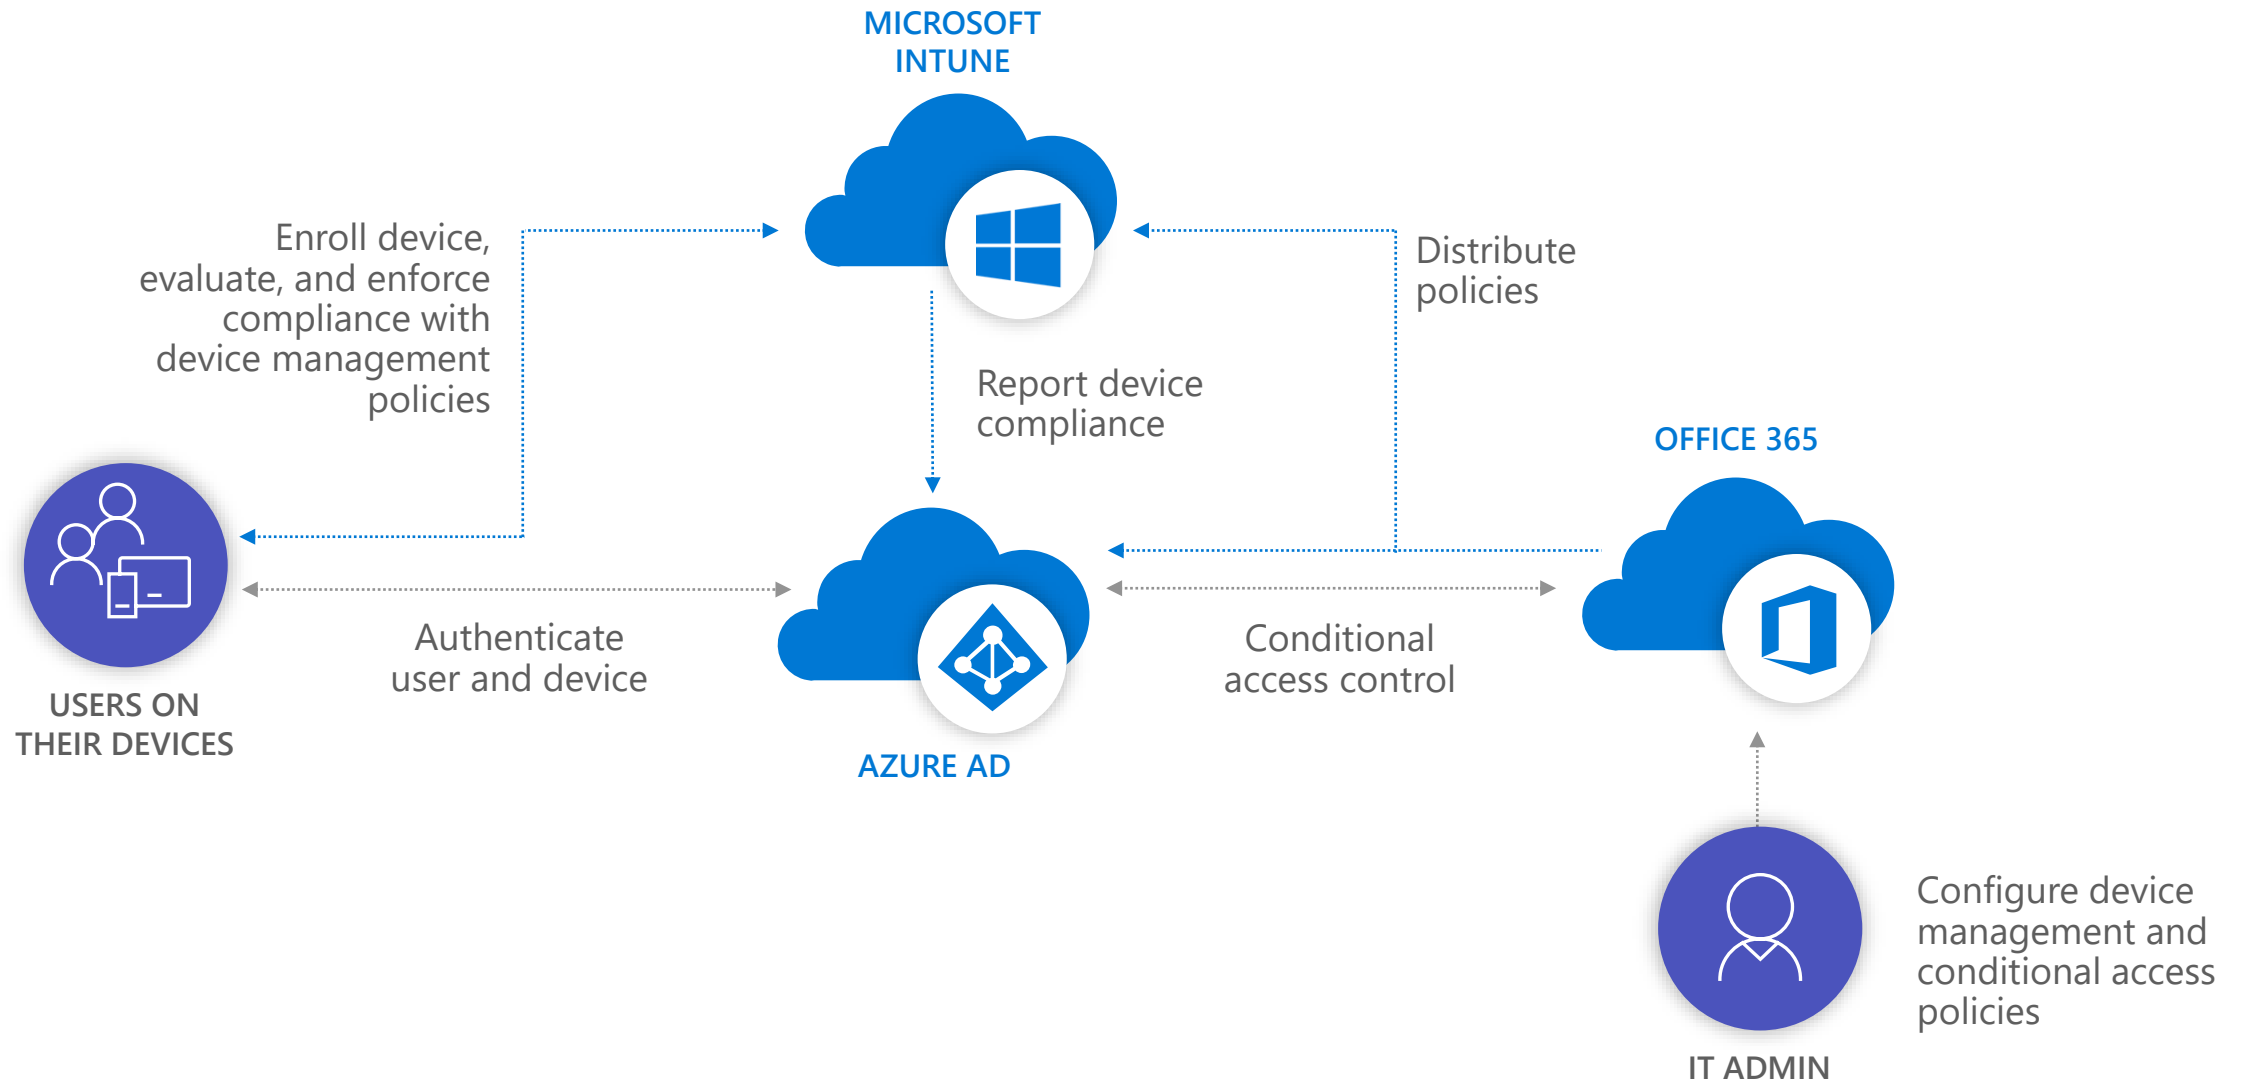 MICROSOFT
INTUNE
Enroll device,
evaluate, and enforce
compliance with
device management
policies
Distribute
policies
Report device
compliance
OFFICE 365
Authenticate
user and device
Conditional
access control
USERS ON
THEIR DEVICES
AZURE AD
Configure device
management and
conditional access
policies
IT ADMIN